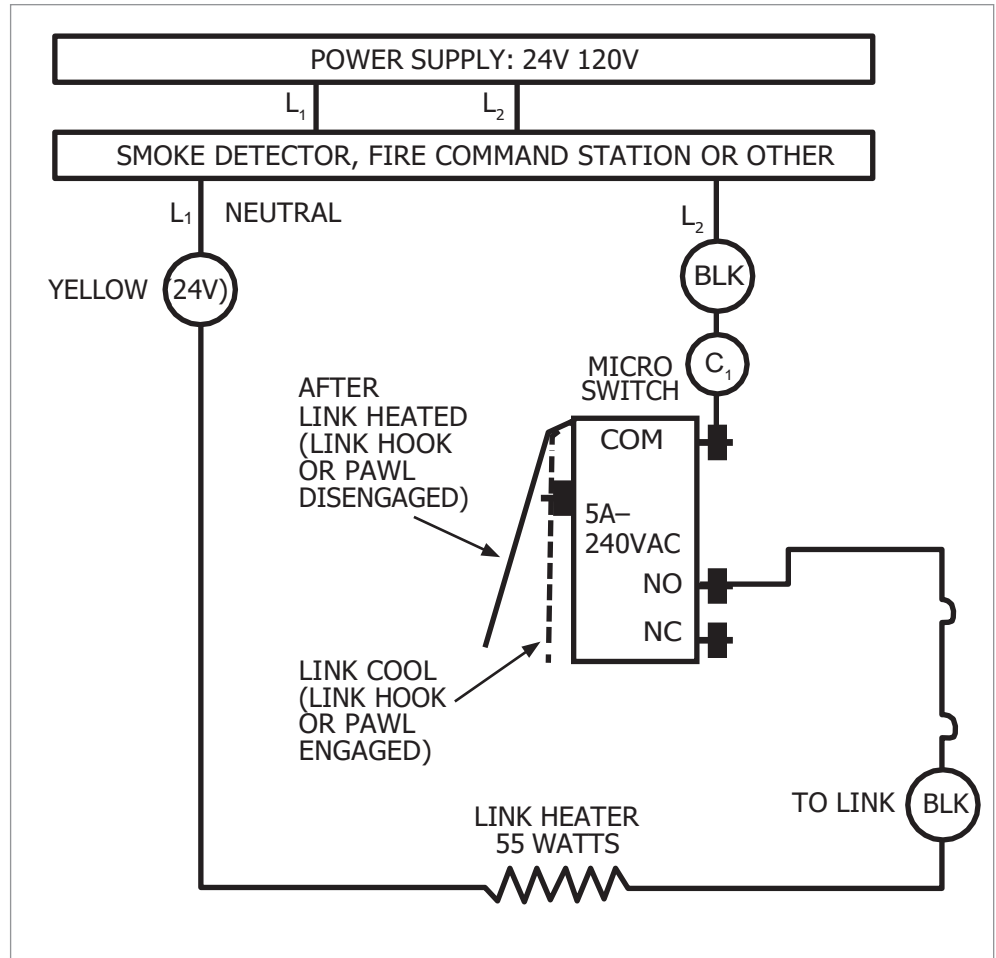 POWER SUPPLY: 24V 120V
L₁
L₂
SMOKE DETECTOR, FIRE COMMAND STATION OR OTHER
L₁ NEUTRAL
L₂
YELLOW (24V)
BLK
C₁
MICRO
SWITCH
AFTER
LINK HEATED
(LINK HOOK
OR PAWL
DISENGAGED)
COM
5A–
240VAC
NO
NC
LINK COOL
(LINK HOOK
OR PAWL
ENGAGED)
TO LINK BLK
LINK HEATER
55 WATTS